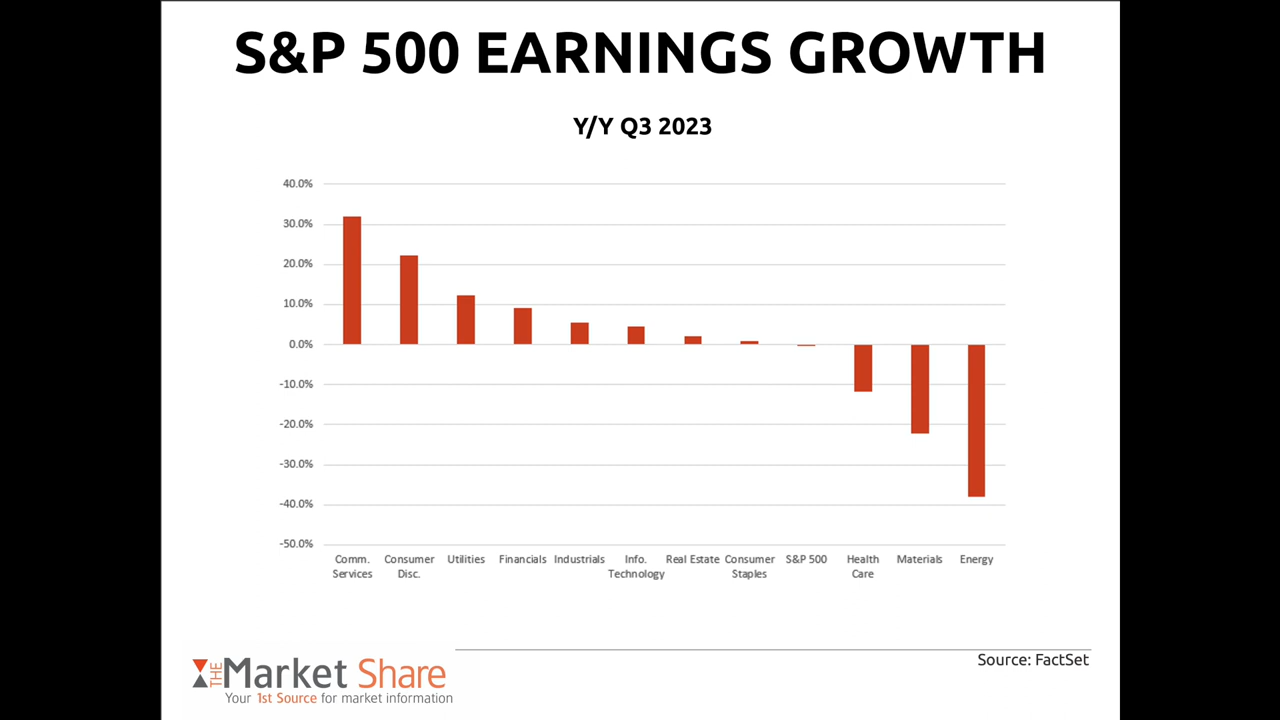 S&P 500 EARNINGS GROWTH
Y/Y Q3 2023
40.0%
30.0%
20.0%
10.0%
0.0%
-10.0%
-20.0%
-30.0%
-40.0%
-50.0%
Comm. Services
Consumer Disc.
Utilities
Financials
Industrials
Info. Technology
Real Estate
Consumer Staples
S&P 500
Health Care
Materials
Energy
Source: FactSet
THE Market Share
Your 1st Source for market information